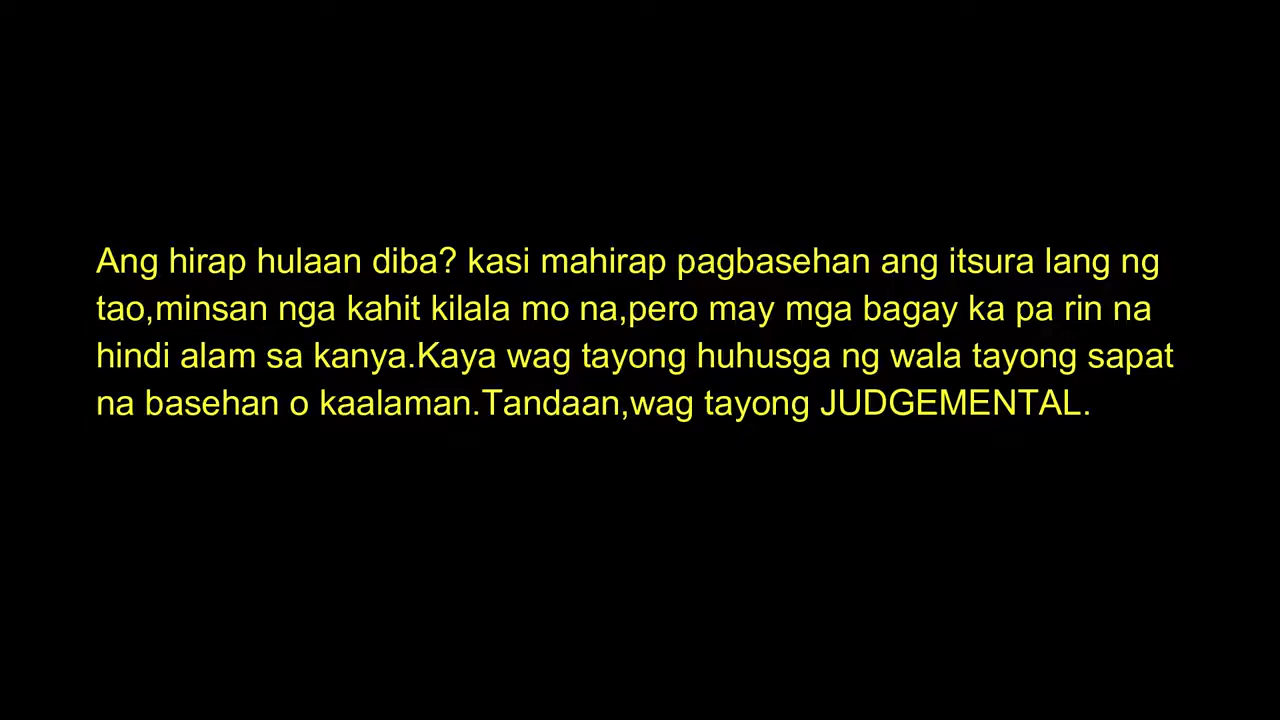 Ang hirap hulaan diba? kasi mahirap pagbasehan ang itsura lang ng
tao,minsan nga kahit kilala mo na,pero may mga bagay ka pa rin na
hindi alam sa kanya.Kaya wag tayong huhusga ng wala tayong sapat
na basehan o kaalaman.Tandaan,wag tayong JUDGEMENTAL.